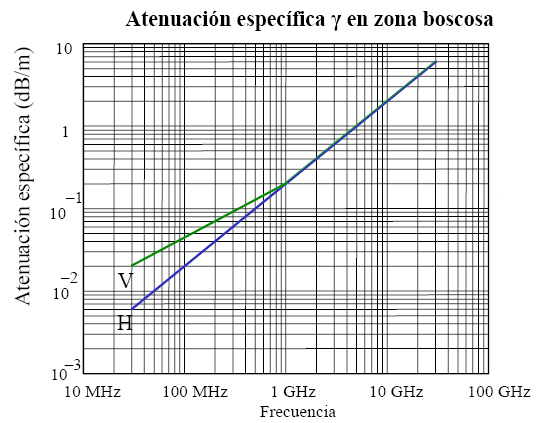 Atenuación específica γ en zona boscosa
Atenuación específica (dB/m)
10
1
10⁻¹
10⁻²
10⁻³
V
H
10 MHz 100 MHz 1 GHz 10 GHz 100 GHz
Frecuencia